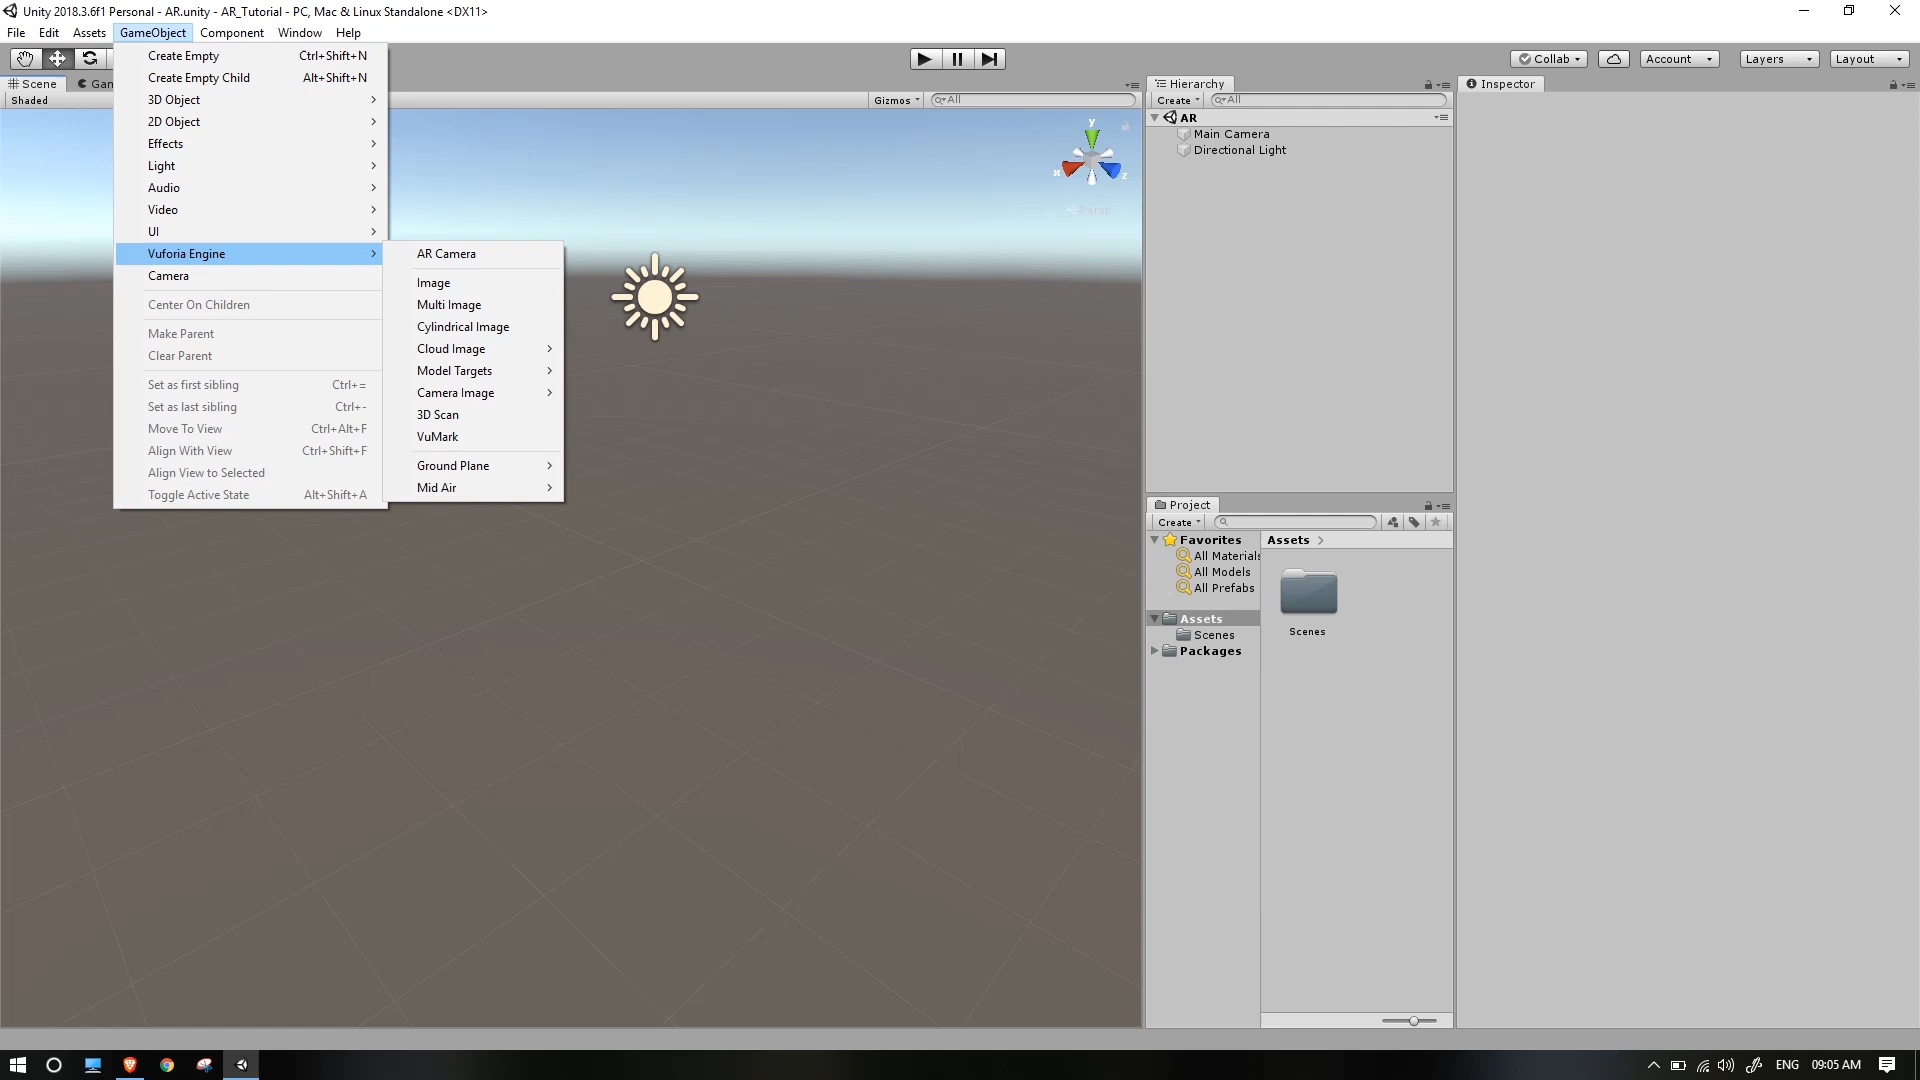 Unity 2018.3.6f1 Personal - AR.unity - AR_Tutorial - PC, Mac & Linux Standalone <DX11>
File Edit Assets GameObject Component Window Help
Collab Account Layers Layout
Scene Gam
Shaded
Gizmos All
y
x
z
Persp
Create Empty Ctrl+Shift+N
Create Empty Child Alt+Shift+N
3D Object
2D Object
Effects
Light
Audio
Video
UI
Vuforia Engine
Camera
Center On Children
Make Parent
Clear Parent
Set as first sibling Ctrl+=
Set as last sibling Ctrl+-
Move To View Ctrl+Alt+F
Align With View Ctrl+Shift+F
Align View to Selected
Toggle Active State Alt+Shift+A
AR Camera
Image
Multi Image
Cylindrical Image
Cloud Image
Model Targets
Camera Image
3D Scan
VuMark
Ground Plane
Mid Air
Hierarchy
Create All
AR
Main Camera
Directional Light
Inspector
Project
Create
Favorites
All Materials
All Models
All Prefabs
Assets
Scenes
Packages
Assets
Scenes
ENG 09:05 AM